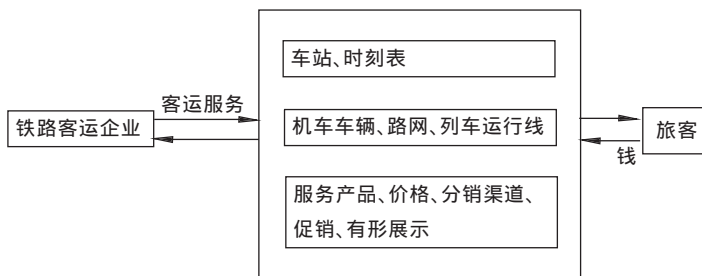 车站、时刻表
客运服务
铁路客运企业
机车车辆、路网、列车运行线
旅客
钱
服务产品、价格、分销渠道、
促销、有形展示